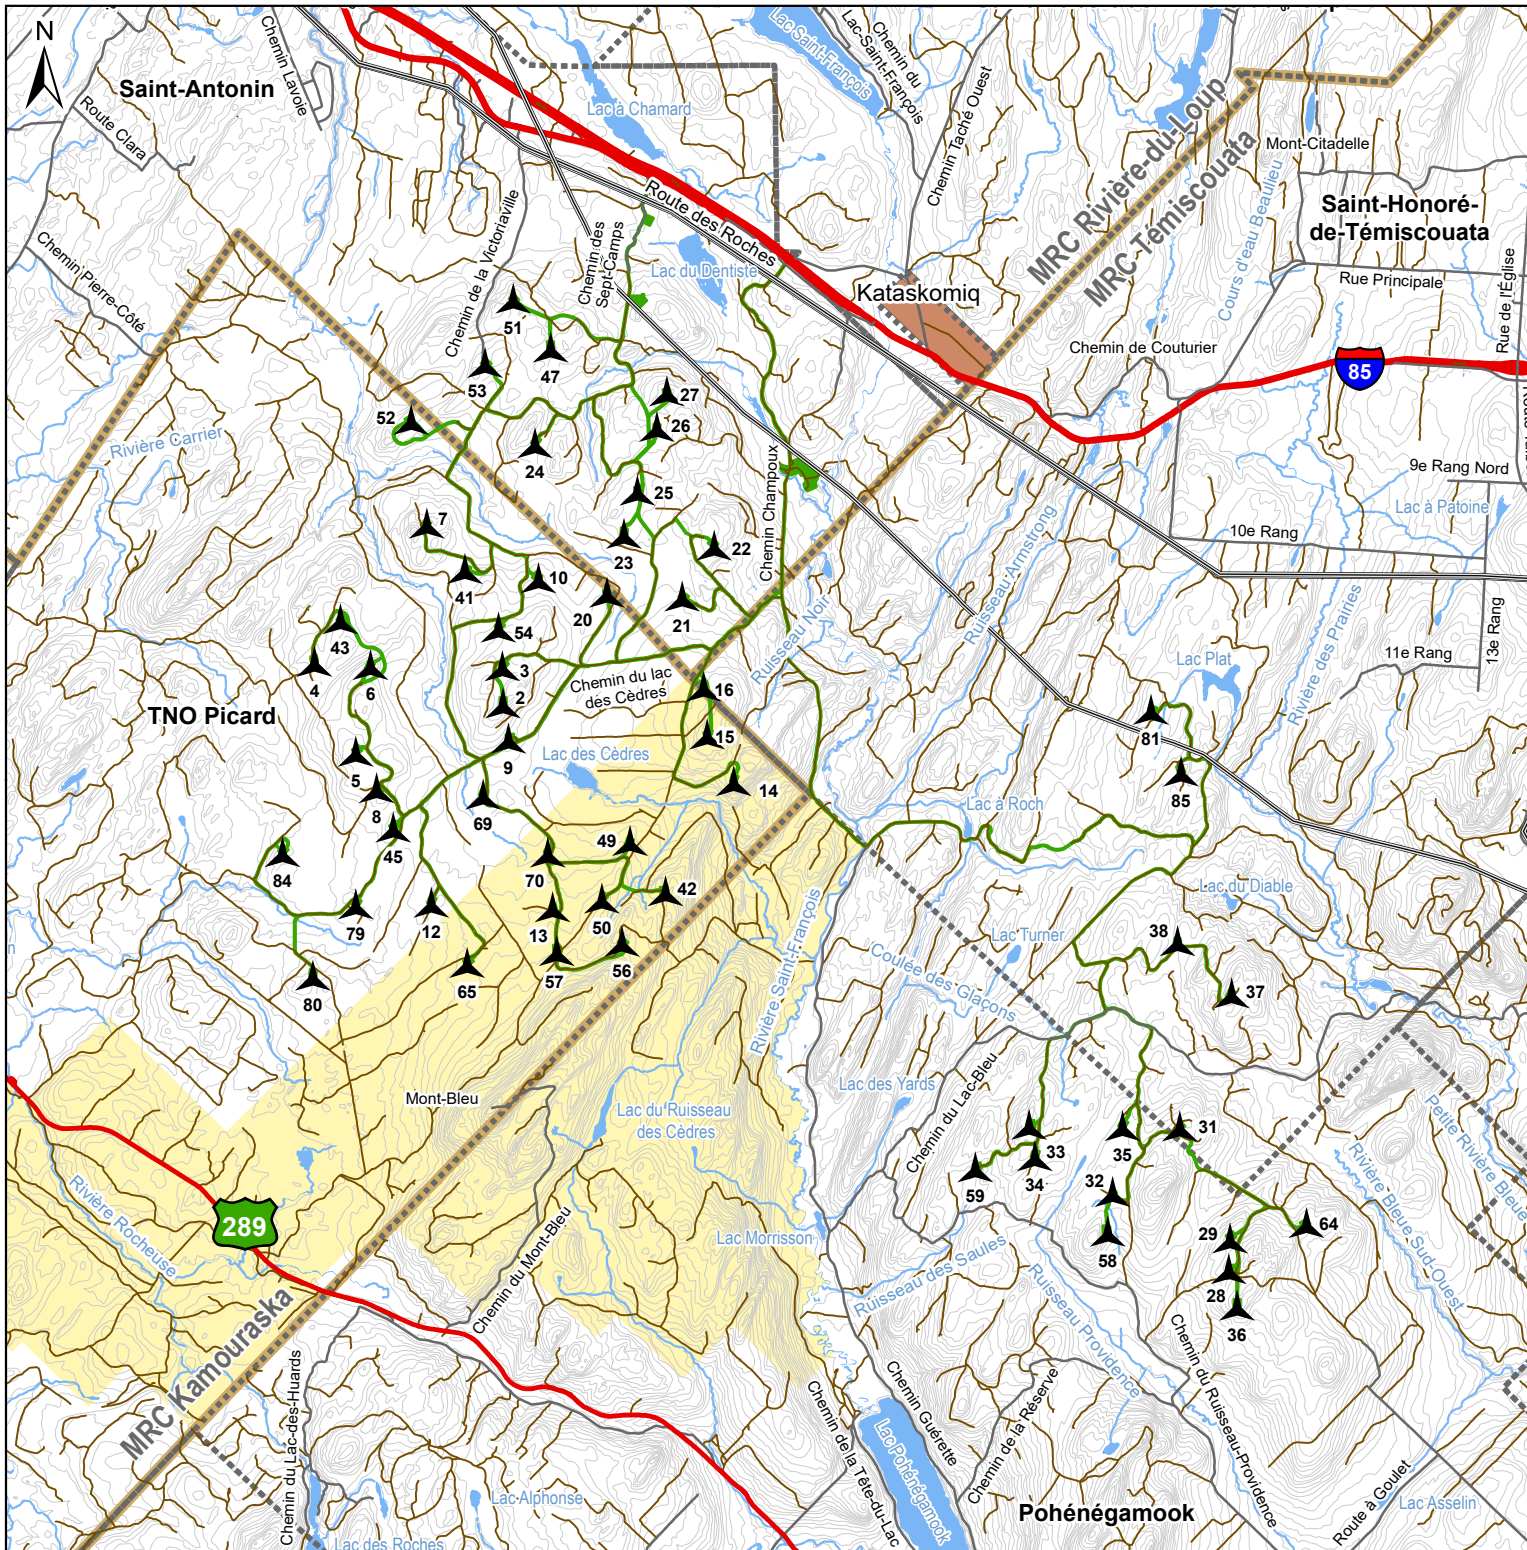 N
Saint-Antonin
Chemin Lavoie
Route Clara
Chemin Pierre-Côté
Lac à Chamard
Lac Saint-François
Chemin du
Lac-Saint-François
Chemin Taché Ouest
MRC Rivière-du-Loup
MRC Témiscouata
Mont-Citadelle
Saint-Honoré-
de-Témiscouata
Cours d'eau Beaulieu
Rue Principale
Rue de l'Église
Route des Roches
Chemin de la Victoriaville
Chemin des
Sept-Camps
Lac du Dentiste
Kataskomiq
Chemin de Couturier
85
51
47
53
52
27
26
24
Rivière Carrier
25
9e Rang Nord
Lac à Patoine
10e Rang
7
23
22
Chemin Champoux
Ruisseau Armstrong
41
10
20
21
54
Ruisseau Noir
Rivière des Prairies
13e Rang
11e Rang
Lac Plat
43
4
6
3
2
Chemin du lac
des Cèdres
16
TNO Picard
15
81
Lac des Cèdres
9
5
14
85
8
69
Lac à Roch
45
49
84
70
42
Lac du Diable
79
12
13
50
38
Lac Turner
Coulée des Glaçons
65
57
56
80
37
Rivière Saint-François
Mont-Bleu
Lac du Ruisseau
des Cèdres
Lac des Yards
Chemin du Lac-Bleu
33
34
59
35
31
32
58
Petite Rivière Bleue
Rivière Bleue Sud-Ouest
Rivière Rocheuse
289
Chemin du Mont-Bleu
Lac Morrisson
Ruisseau des Saules
Ruisseau Providence
29
64
28
36
MRC Kamouraska
Chemin du Lac-des-Huards
Chemin de la Tête-du-Lac
Chemin Guérette
Lac Pohénégamook
Chemin de la Réserve
Chemin du Ruisseau-Providence
Lac Alphonse
Lac des Roches
Pohénégamook
Route à Goulet
Lac Asselin